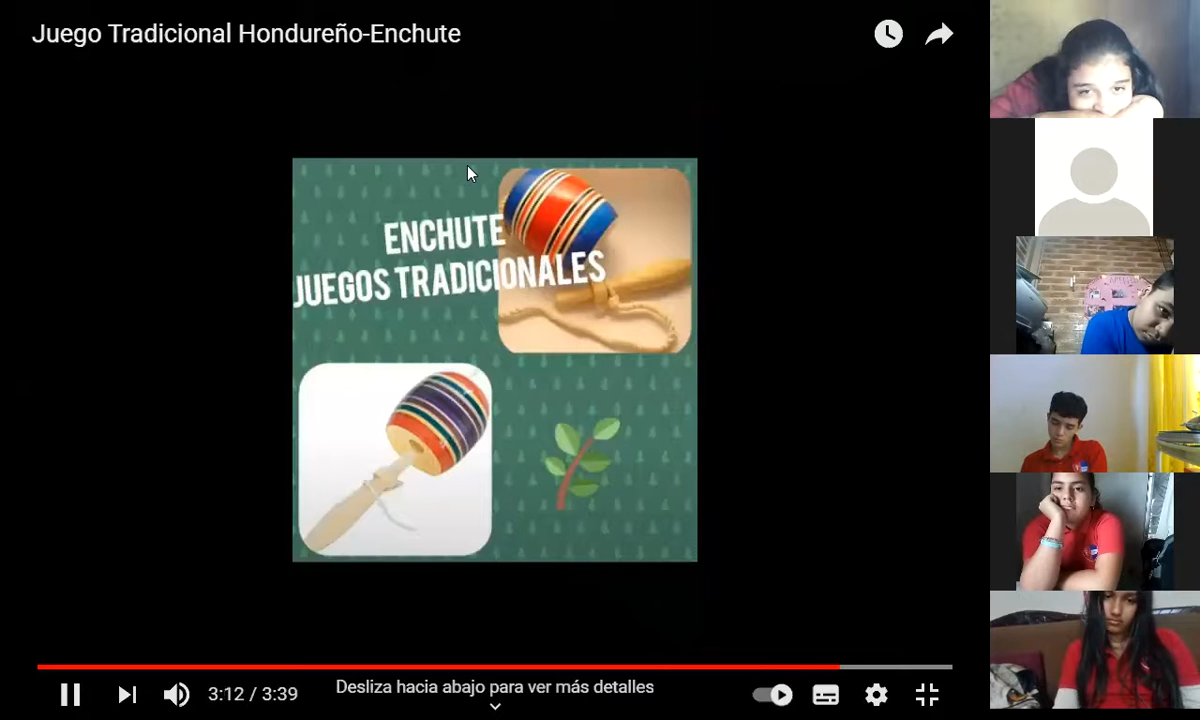 Juego Tradicional Hondureño-Enchute
ENCHUTE
JUEGOS TRADICIONALES
3:12 / 3:39
Desliza hacia abajo para ver más detalles